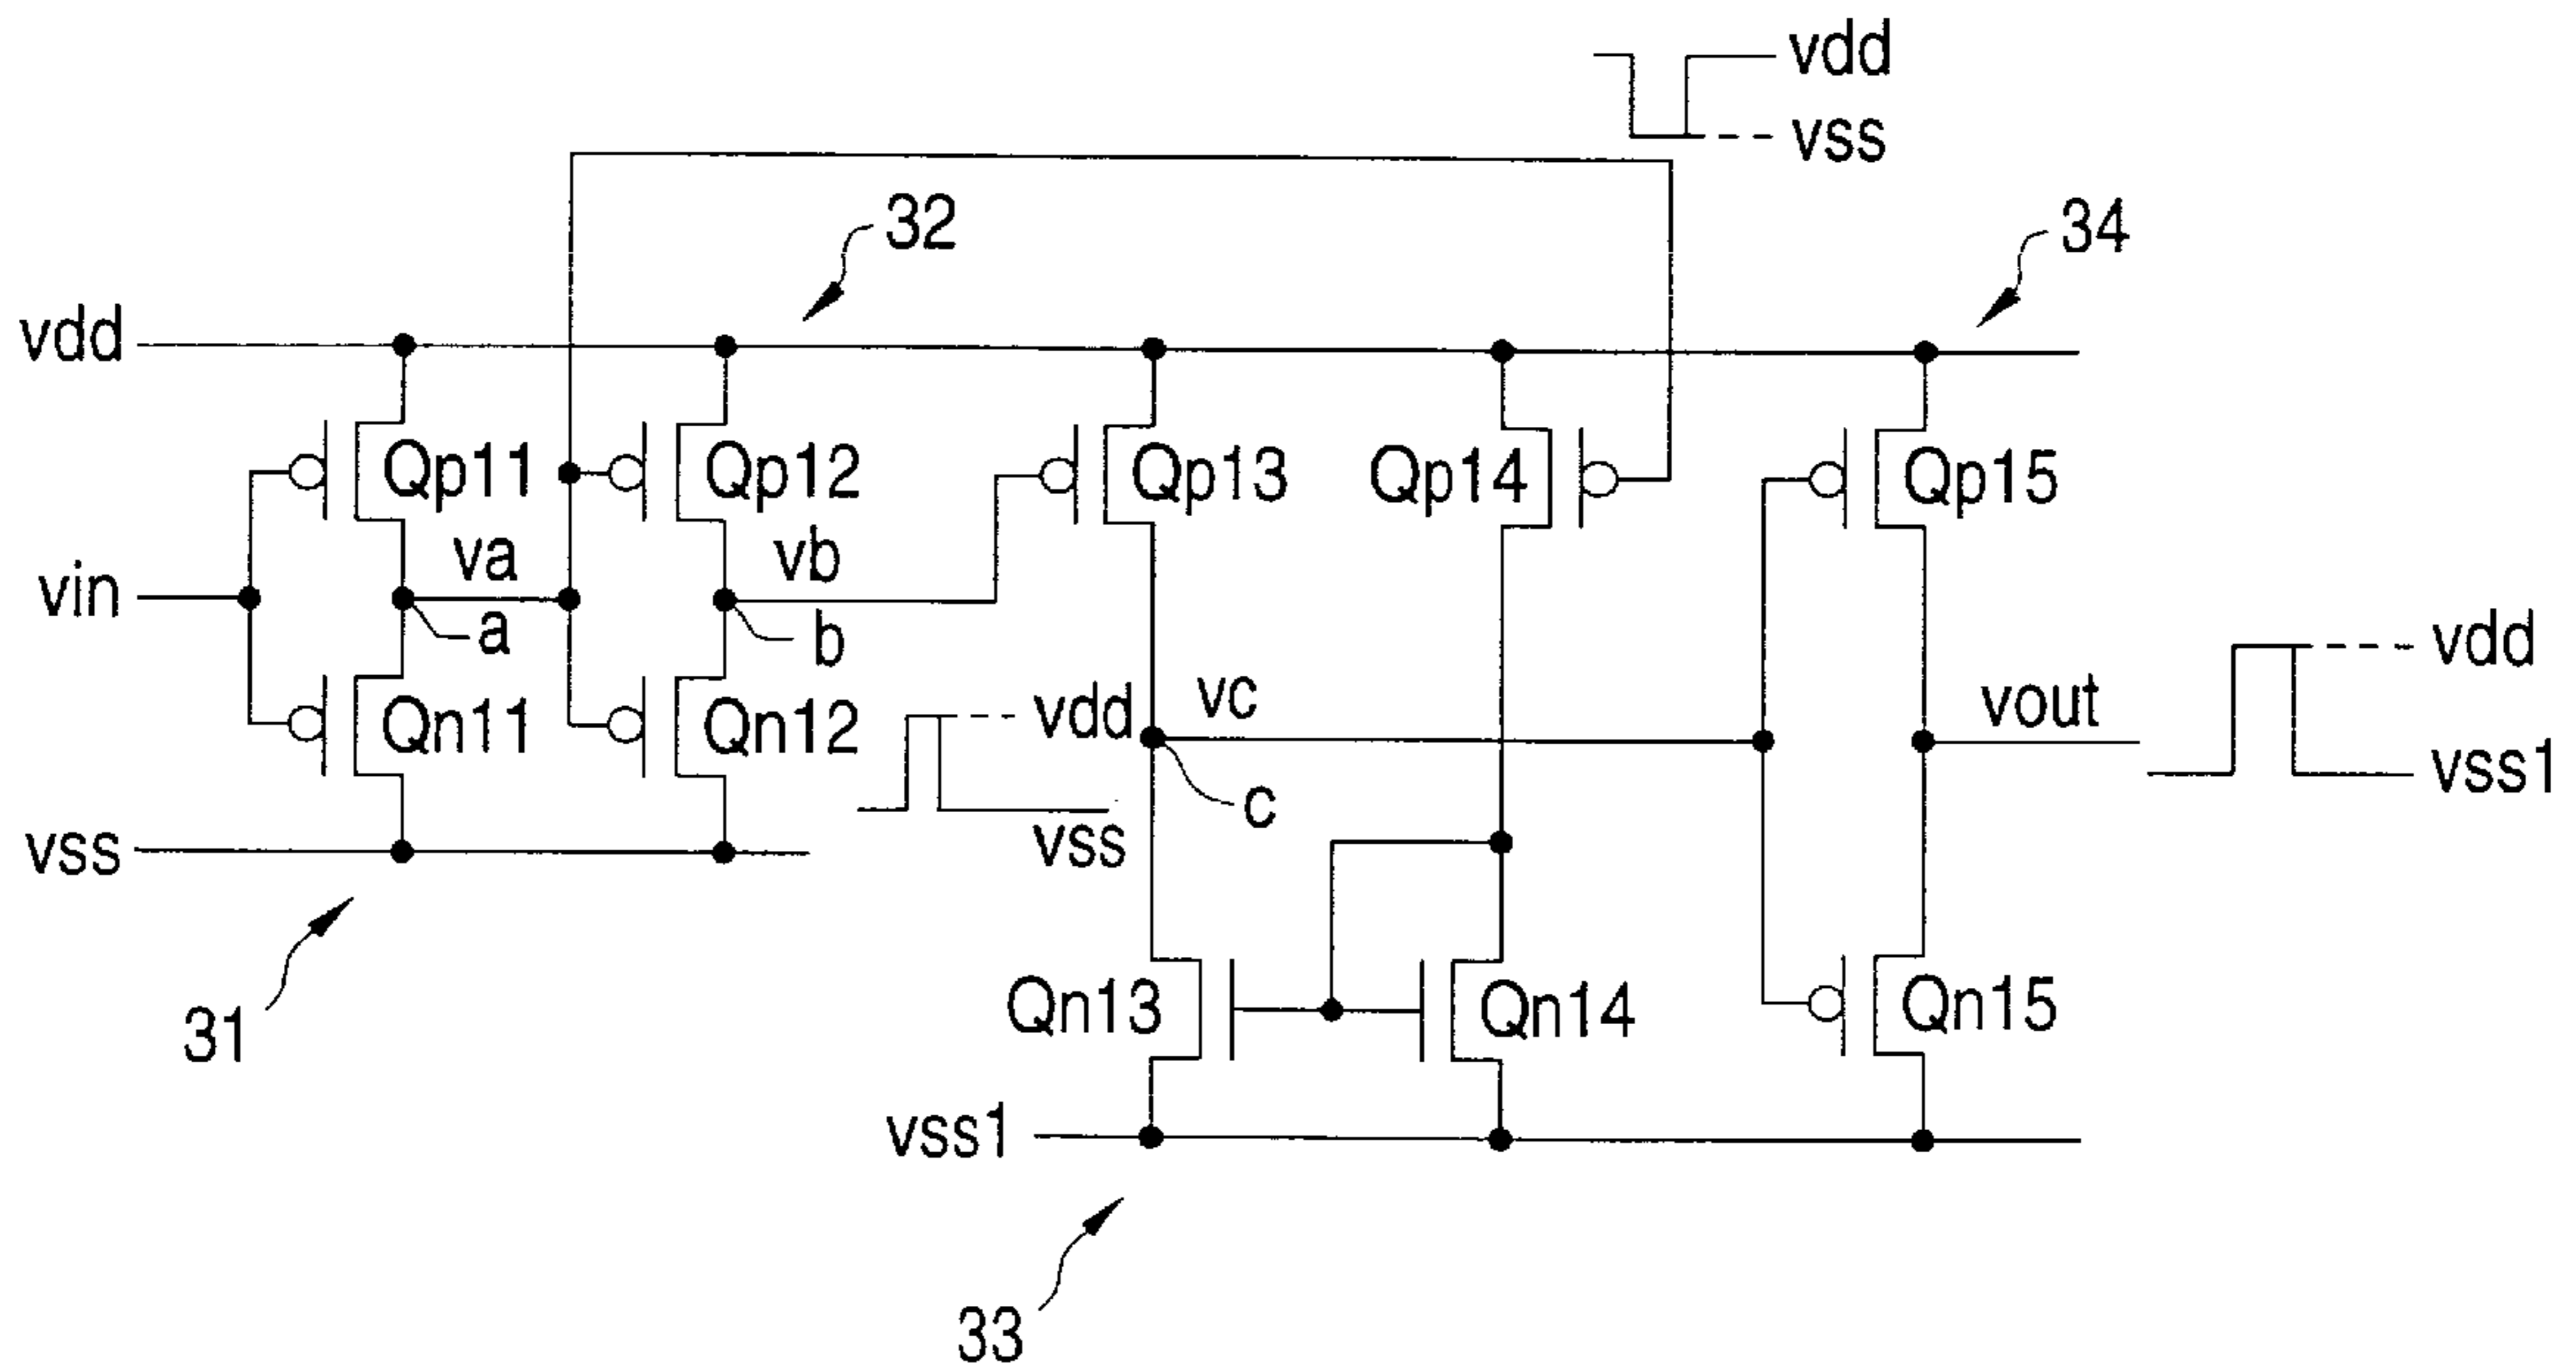 vdd
vss
32
34
vdd
Qp11
Qp12
Qp13
Qp14
Qp15
vin
va
vb
a
b
vdd
vc
vout
vdd
vss1
Qn11
Qn12
vss
c
vss
31
Qn13
Qn14
Qn15
vss1
33